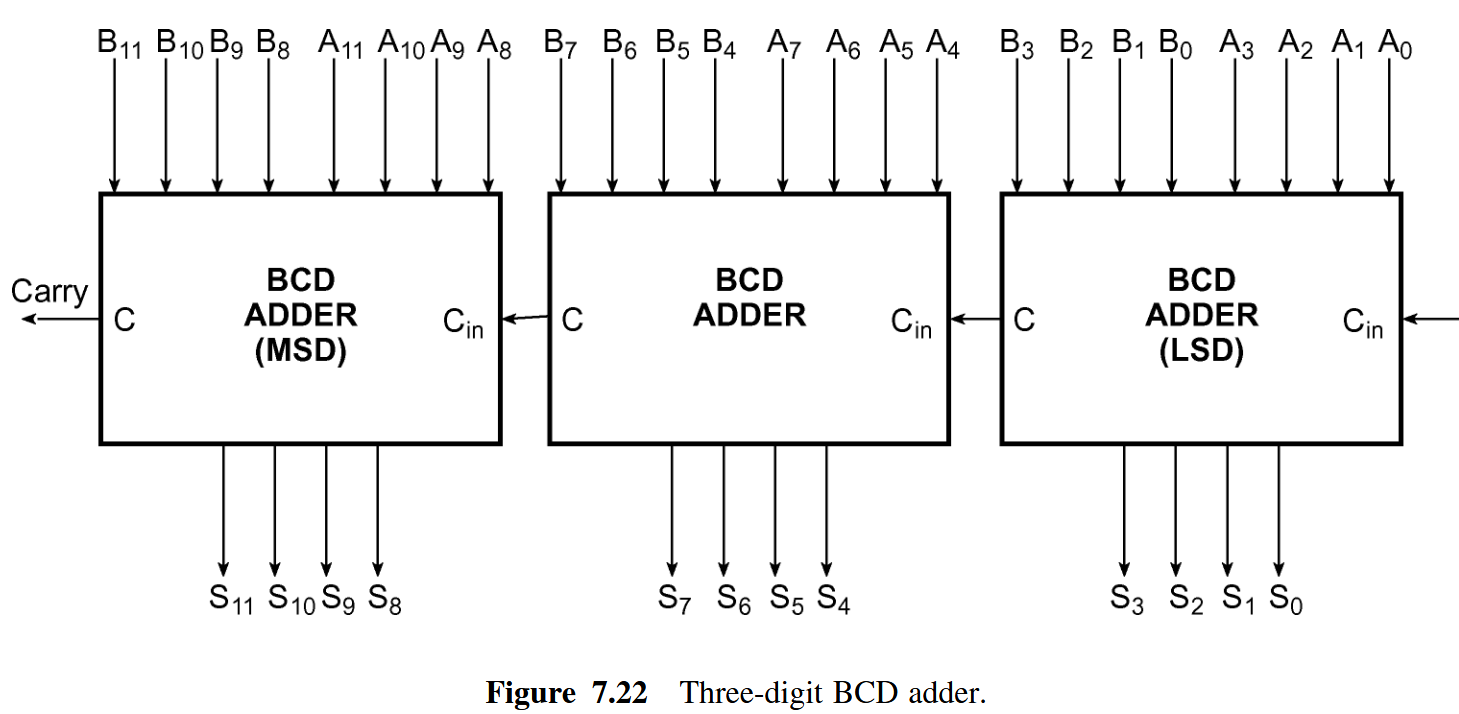 B11 B10 B9 B8 A11 A10 A9 A8 B7 B6 B5 B4 A7 A6 A5 A4 B3 B2 B1 B0 A3 A2 A1 A0
Carry
C
BCD
ADDER
(MSD)
Cin
C
BCD
ADDER
Cin
C
BCD
ADDER
(LSD)
Cin
S11 S10 S9 S8 S7 S6 S5 S4 S3 S2 S1 S0
Figure 7.22 Three-digit BCD adder.